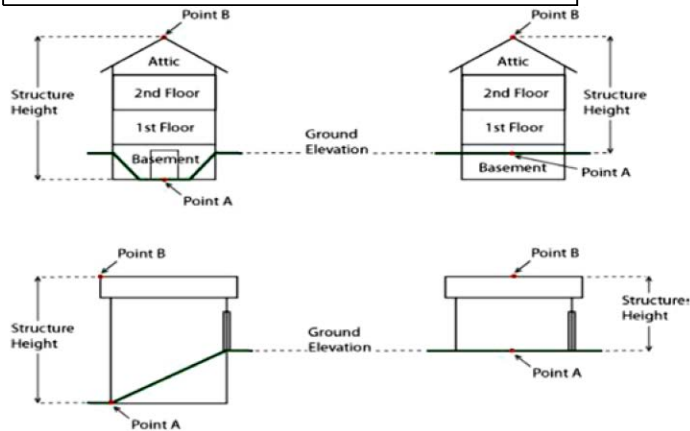 Point B
Attic
2nd Floor
1st Floor
Basement
Structure
Height
Point A
Ground
Elevation
Point B
Attic
2nd Floor
1st Floor
Basement
Structure
Height
Point A
Point B
Structure
Height
Point A
Ground
Elevation
Point B
Structures
Height
Point A